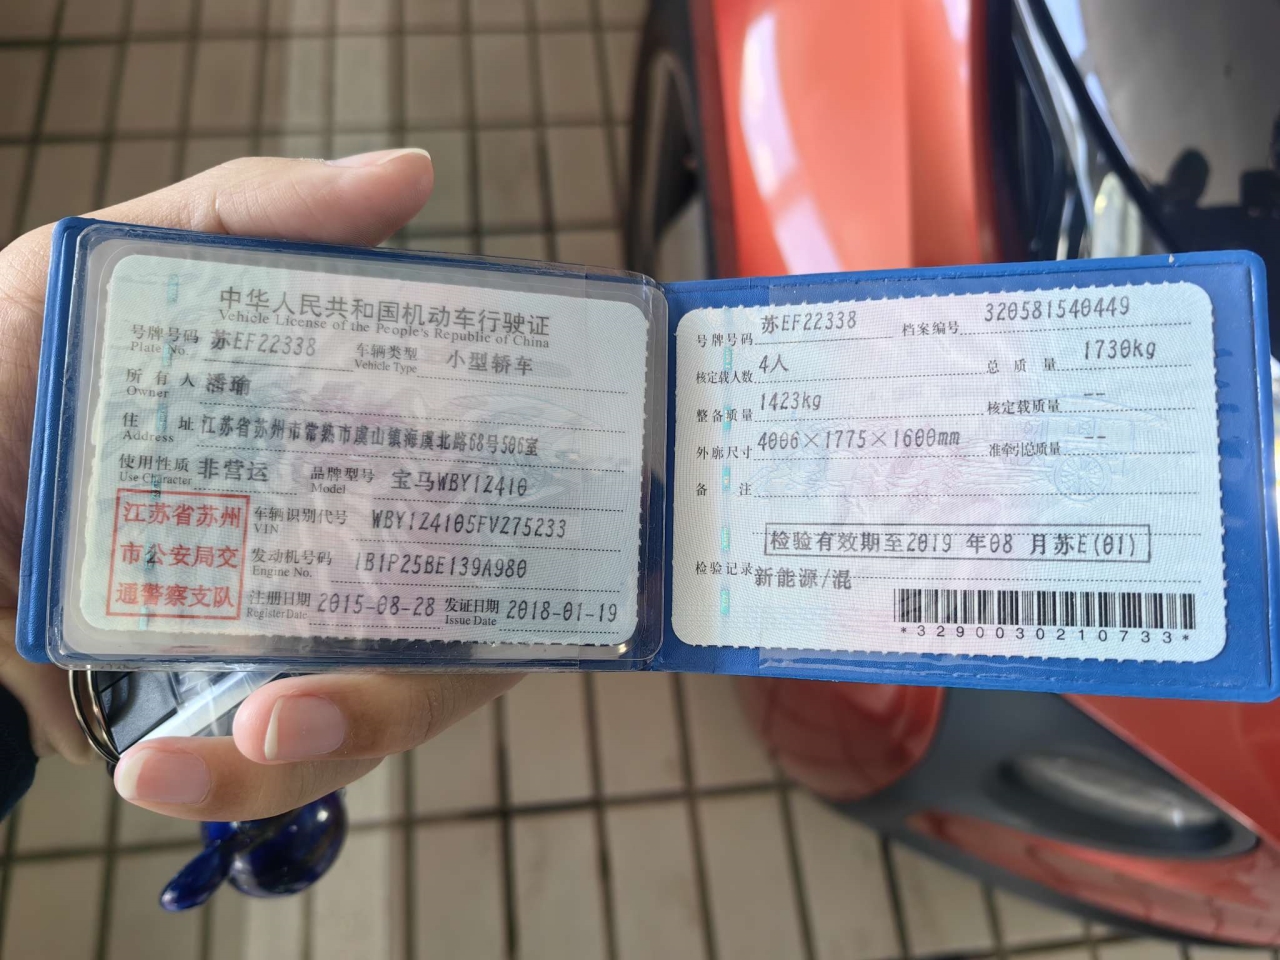 中华人民共和国机动车行驶证
Vehicle License of the People's Republic of China
号牌号码 苏EF22338 车辆类型 小型轿车
Plate No. Vehicle Type
所有人 潘瑜
Owner
住址 江苏省苏州市常熟市虞山镇海虞北路68号506室
Address
使用性质 非营运 品牌型号 宝马WBY1Z410
Use Character Model
江苏省苏州
市公安局交
通警察支队
车辆识别代号 WBY1Z4105FV275233
VIN
发动机号码 1B1P25BE139A980
Engine No.
注册日期 2015-08-28 发证日期 2018-01-19
Register Date Issue Date
号牌号码 苏EF22338 档案编号 320581540449
核定载人数 4人 总质量 1730kg
整备质量 1423kg 核定载质量 --
外廓尺寸 4006×1775×1600mm 准牵引总质量 --
备注
检验有效期至2019 年08 月苏E(01)
检验记录 新能源/混
*3290030210733*